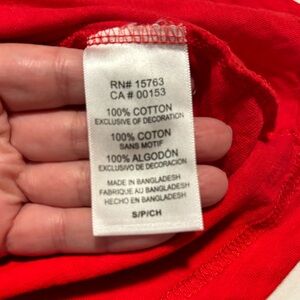 RN# 15763
CA # 00153
100% COTTON
EXCLUSIVE OF DECORATION
100% COTON
SANS MOTIF
100% ALGODÓN
EXCLUSIVO DE DECORACION
MADE IN BANGLADESH
FABRIQUE AU BANGLADESH
HECHO EN BANGLADESH
S/P/CH